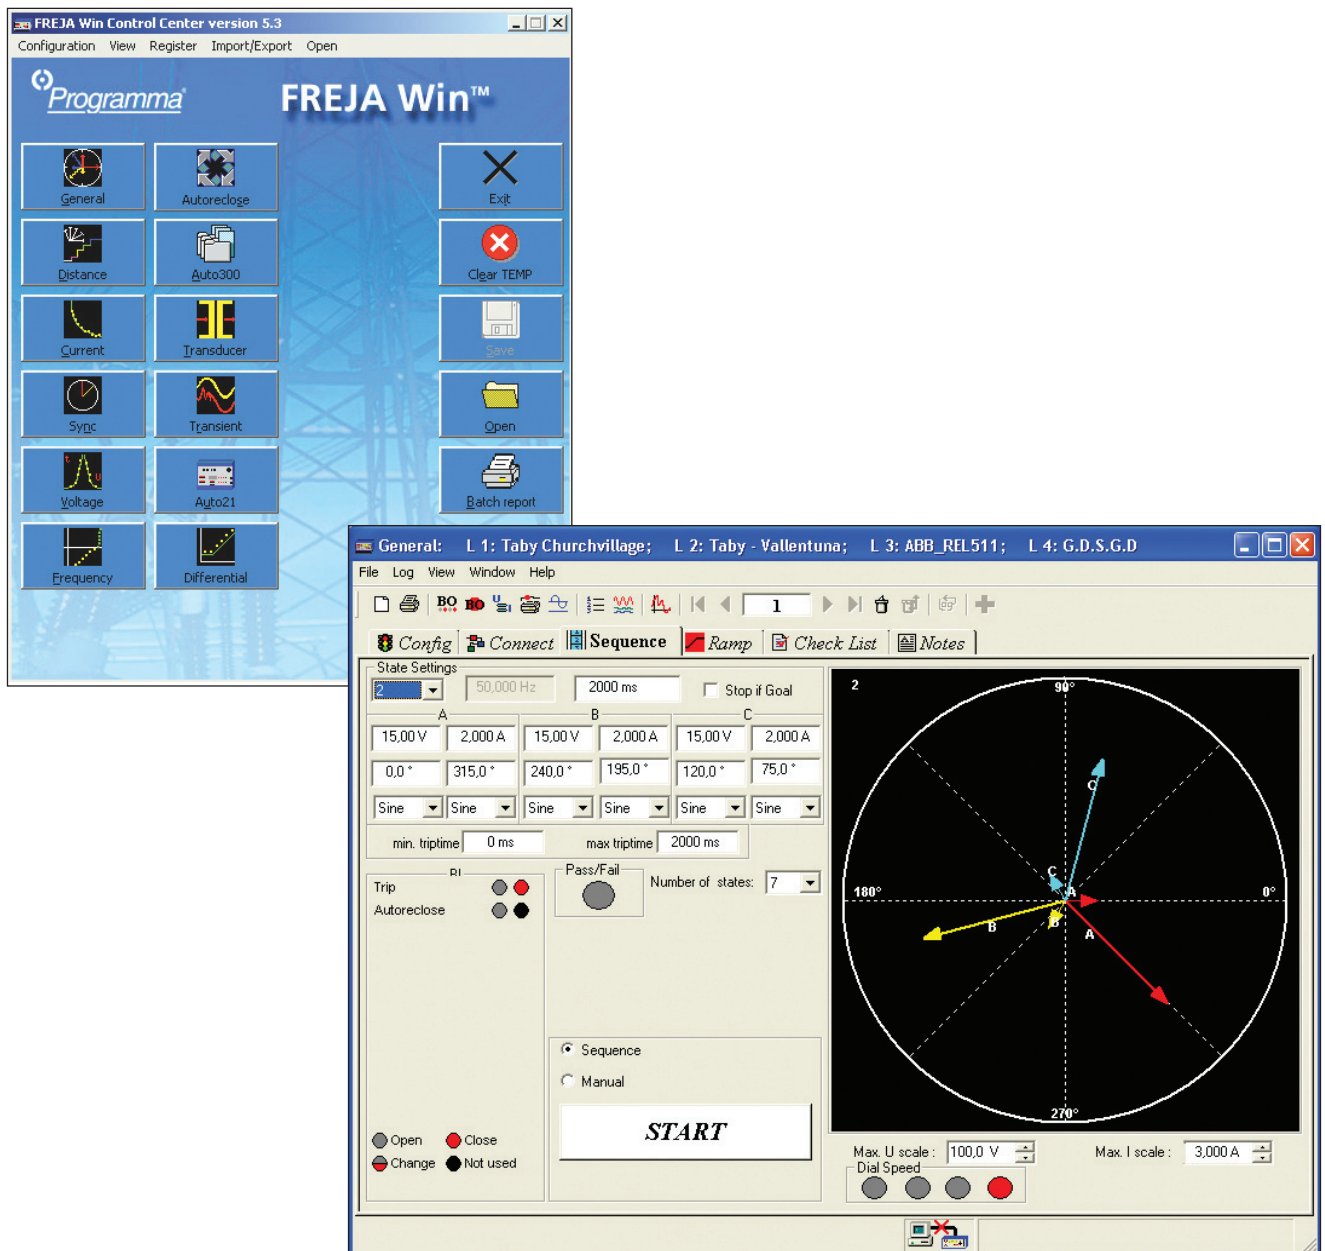 FREJA Win Control Center version 5.3
Configuration View Register Import/Export Open
Programma
FREJA Win™
General
Autoreclose
Exit
Distance
Auto300
Clear TEMP
Current
Transducer
Save
Sync
Transient
Open
Voltage
Auto21
Batch report
Frequency
Differential
General: L 1: Taby Churchvillage; L 2: Taby - Vallentuna; L 3: ABB_REL511; L 4: G.D.S.G.D
File Log View Window Help
BO BO 1
Config Connect Sequence Ramp Check List Notes
State Settings
2 50,000 Hz 2000 ms Stop if Goal
A B C
15,00 V 2,000 A 15,00 V 2,000 A 15,00 V 2,000 A
0,0 ° 315,0 ° 240,0 ° 195,0 ° 120,0 ° 75,0 °
Sine Sine Sine Sine Sine Sine
min. triptime 0 ms max triptime 2000 ms
BI
Trip
Autoreclose
Pass/Fail
Number of states: 7
Sequence
Manual
START
Open Close
Change Not used
2
90°
C
C
180° A 0°
B B A
270°
Max. U scale : 100,0 V Max. I scale : 3,000 A
Dial Speed